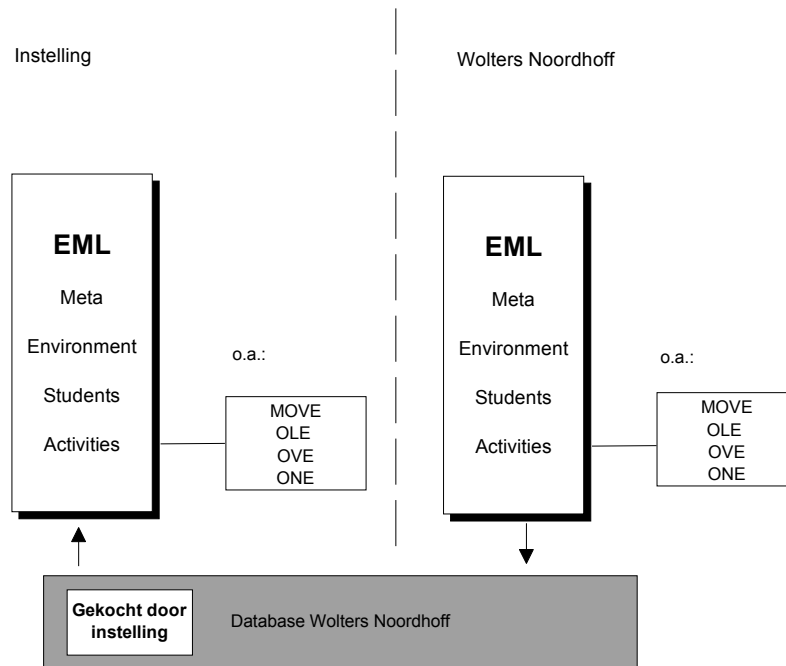 Instelling
Wolters Noordhoff
EML
Meta
Environment
Students
Activities
o.a.:
MOVE
OLE
OVE
ONE
EML
Meta
Environment
Students
Activities
o.a.:
MOVE
OLE
OVE
ONE
Gekocht door
instelling
Database Wolters Noordhoff